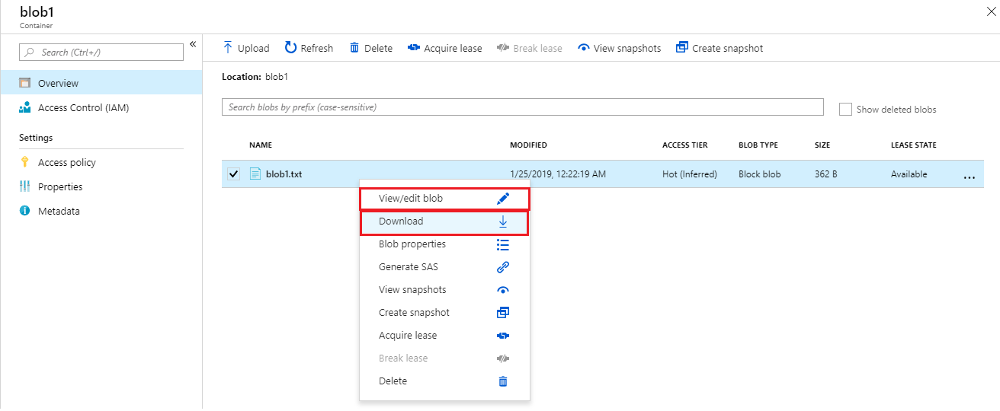 blob1
Container
Search (Ctrl+/)
Overview
Access Control (IAM)
Settings
Access policy
Properties
Metadata
Upload Refresh Delete Acquire lease Break lease View snapshots Create snapshot
Location: blob1
Search blobs by prefix (case-sensitive) Show deleted blobs
NAME MODIFIED ACCESS TIER BLOB TYPE SIZE LEASE STATE
blob1.txt 1/25/2019, 12:22:19 AM Hot (Inferred) Block blob 362 B Available ...
View/edit blob
Download
Blob properties
Generate SAS
View snapshots
Create snapshot
Acquire lease
Break lease
Delete